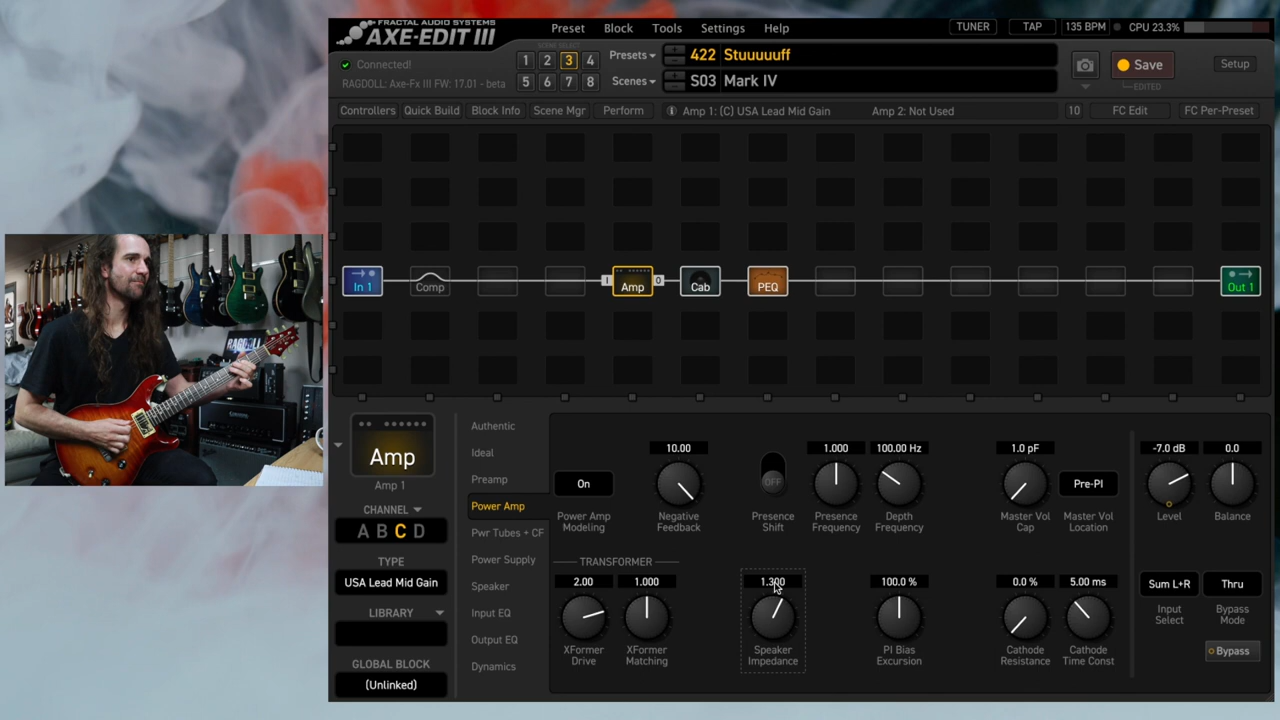 FRACTAL AUDIO SYSTEMS
AXE-EDIT III
Preset Block Tools Settings Help
TUNER TAP 135 BPM CPU 23.3%
SCENE SELECT
Connected!
RAGDOLL: Axe-Fx III FW: 17.01 - beta
1 2 3 4
5 6 7 8
Presets 422 Stuuuuuff
Scenes S03 Mark IV
Save
EDITED
Setup
Controllers Quick Build Block Info Scene Mgr Perform
Amp 1: (C) USA Lead Mid Gain Amp 2: Not Used
10 FC Edit FC Per-Preset
In 1 Comp I Amp O Cab PEQ Out 1
RAGDOLL
Amp
Amp 1
CHANNEL
A B C D
TYPE
USA Lead Mid Gain
LIBRARY
GLOBAL BLOCK
(Unlinked)
Authentic
Ideal
Preamp
Power Amp
Pwr Tubes + CF
Power Supply
Speaker
Input EQ
Output EQ
Dynamics
10.00 1.000 100.00 Hz 1.0 pF -7.0 dB 0.0
On OFF Pre-PI
Power Amp Modeling
Negative Feedback
Presence Shift
Presence Frequency
Depth Frequency
Master Vol Cap
Master Vol Location
Level
Balance
TRANSFORMER
2.00 1.000 1.300 100.0 % 0.0 % 5.00 ms Sum L+R Thru
XFormer Drive
XFormer Matching
Speaker Impedance
PI Bias Excursion
Cathode Resistance
Cathode Time Const
Input Select
Bypass Mode
Bypass